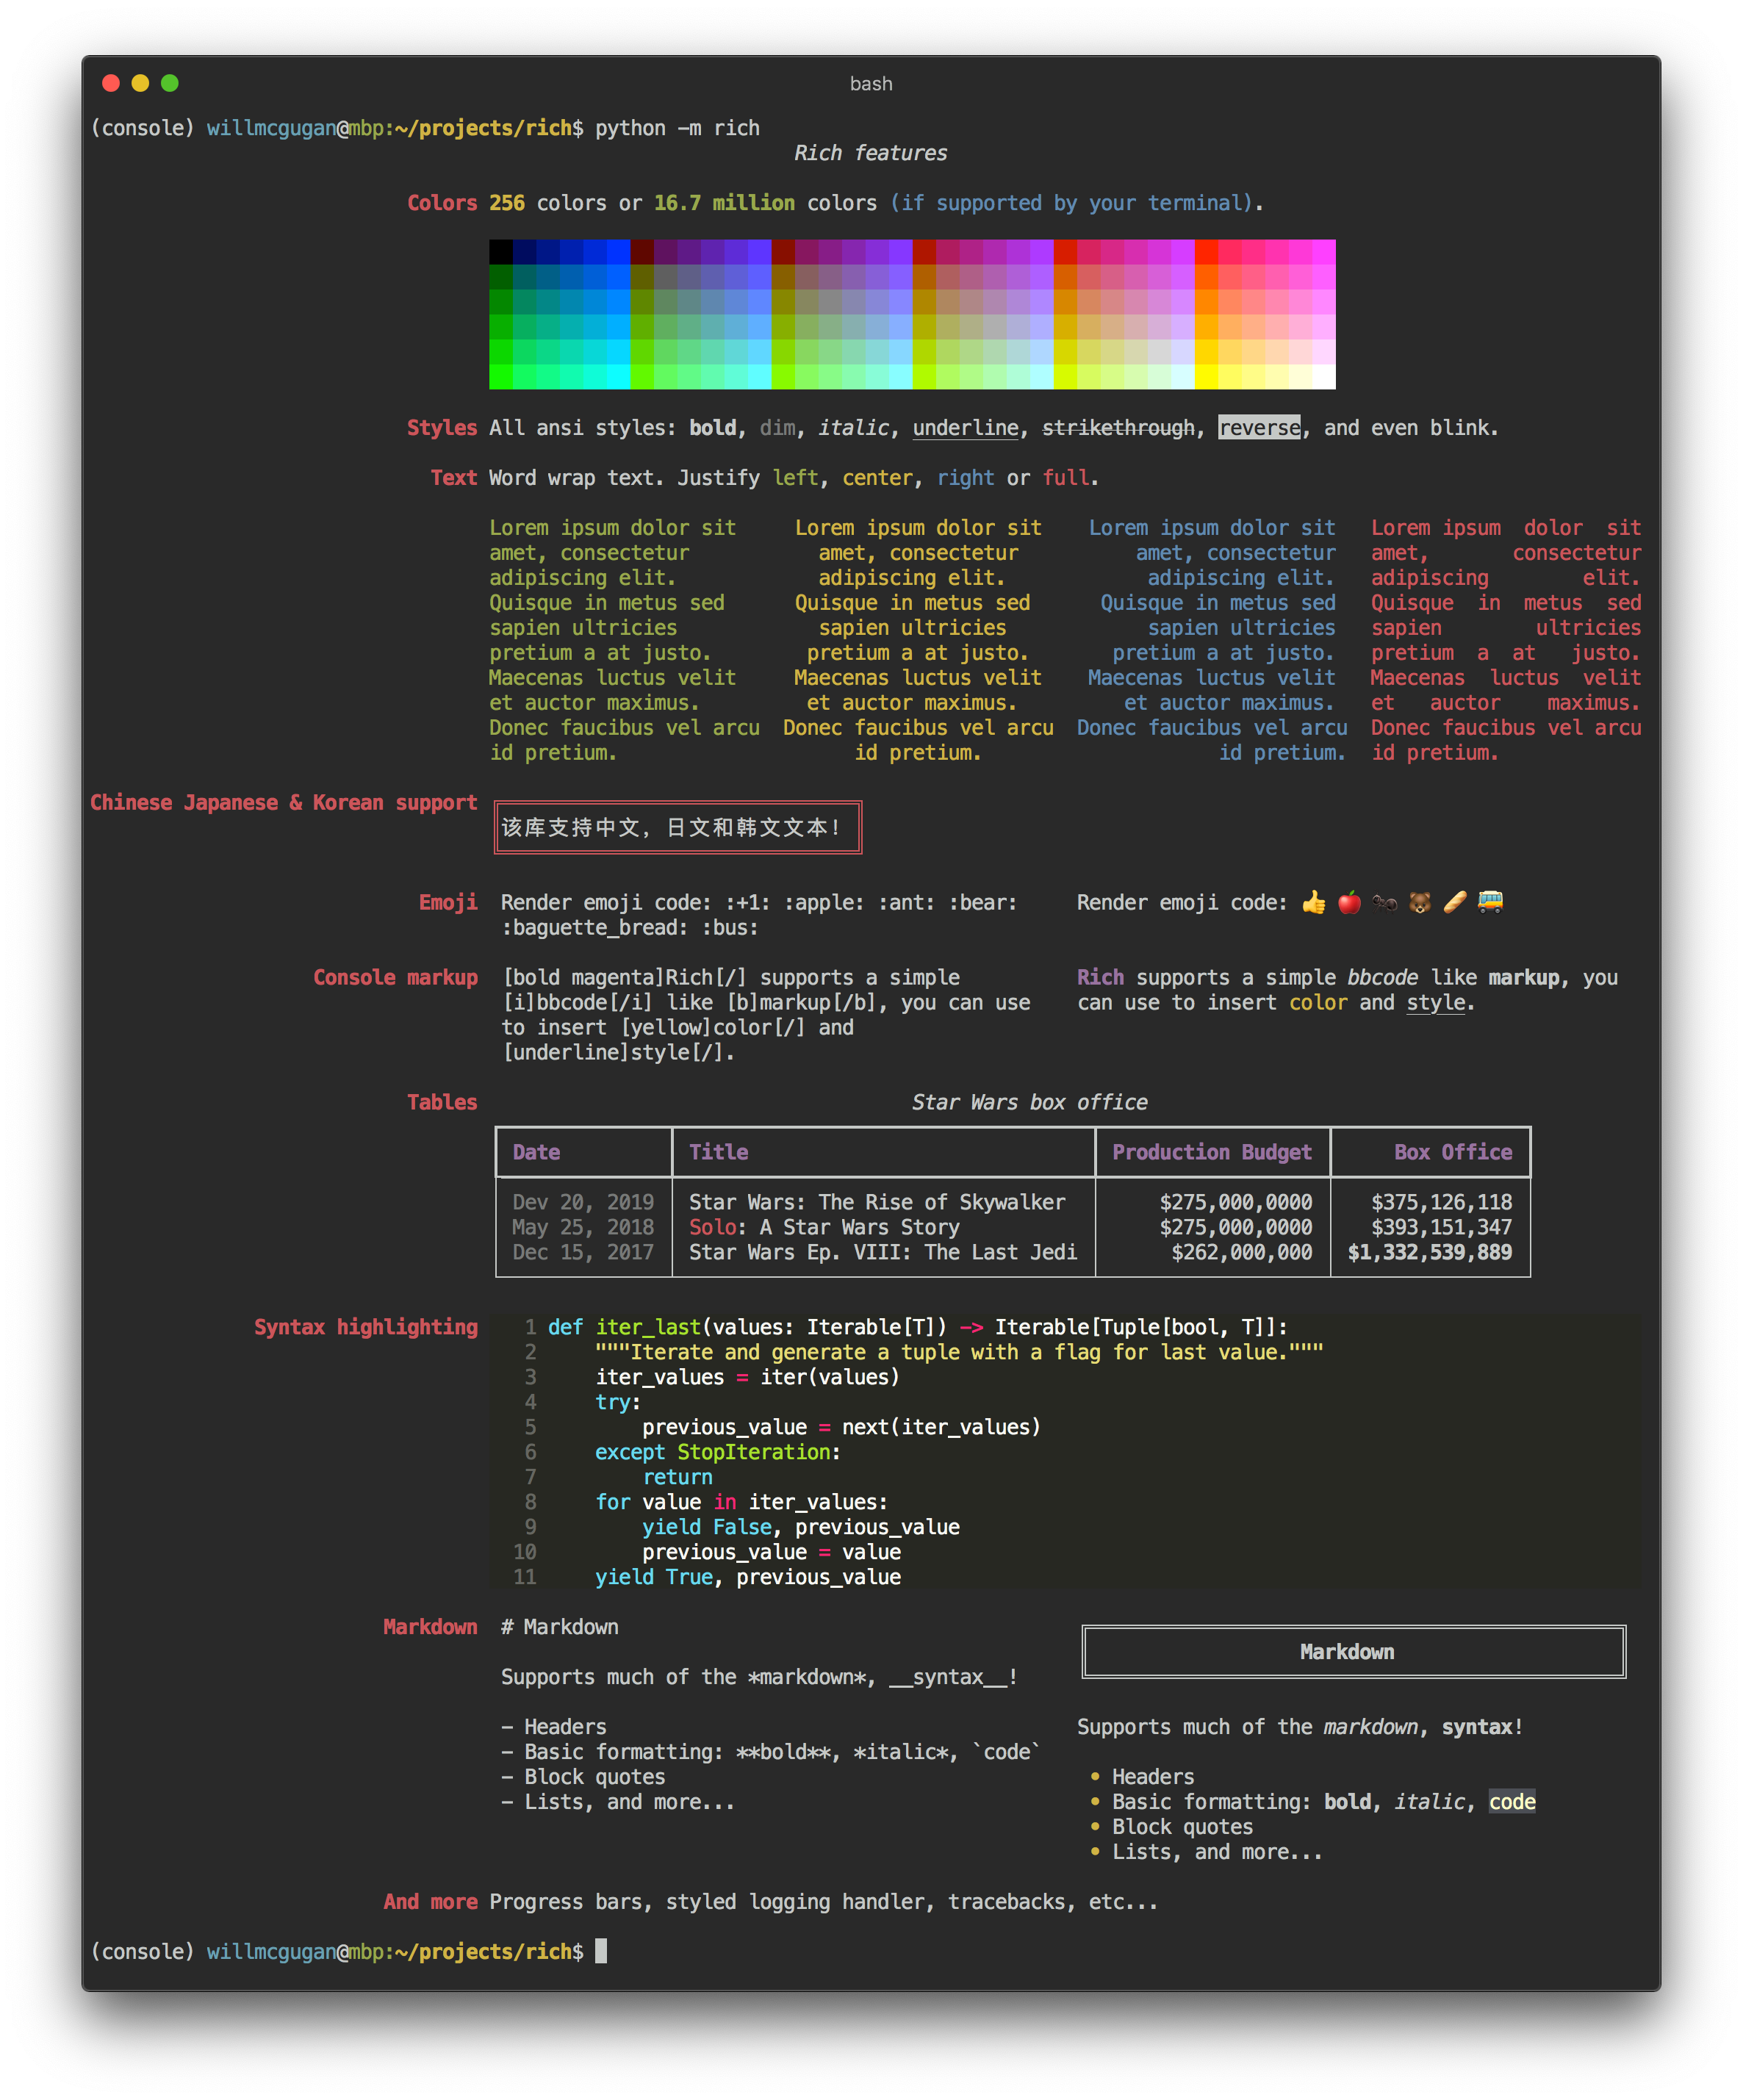 bash
(console) willmcgugan@mbp:~/projects/rich$ python -m rich
Rich features
Colors 256 colors or 16.7 million colors (if supported by your terminal).
Styles All ansi styles: bold, dim, italic, underline, strikethrough, reverse, and even blink.
Text Word wrap text. Justify left, center, right or full.
Lorem ipsum dolor sit Lorem ipsum dolor sit Lorem ipsum dolor sit Lorem ipsum dolor sit
amet, consectetur amet, consectetur amet, consectetur amet, consectetur
adipiscing elit. adipiscing elit. adipiscing elit. adipiscing elit.
Quisque in metus sed Quisque in metus sed Quisque in metus sed Quisque in metus sed
sapien ultricies sapien ultricies sapien ultricies sapien ultricies
pretium a at justo. pretium a at justo. pretium a at justo. pretium a at justo.
Maecenas luctus velit Maecenas luctus velit Maecenas luctus velit Maecenas luctus velit
et auctor maximus. et auctor maximus. et auctor maximus. et auctor maximus.
Donec faucibus vel arcu Donec faucibus vel arcu Donec faucibus vel arcu Donec faucibus vel arcu
id pretium. id pretium. id pretium. id pretium.
Chinese Japanese & Korean support
该库支持中文，日文和韩文文本！
Emoji Render emoji code: :+1: :apple: :ant: :bear: Render emoji code: 👍 🍎 🐜 🐻 🥖 🚌
:baguette_bread: :bus:
Console markup [bold magenta]Rich[/] supports a simple Rich supports a simple bbcode like markup, you
[i]bbcode[/i] like [b]markup[/b], you can use can use to insert color and style.
to insert [yellow]color[/] and
[underline]style[/].
Tables Star Wars box office
Date Title Production Budget Box Office
Dev 20, 2019 Star Wars: The Rise of Skywalker $275,000,0000 $375,126,118
May 25, 2018 Solo: A Star Wars Story $275,000,0000 $393,151,347
Dec 15, 2017 Star Wars Ep. VIII: The Last Jedi $262,000,000 $1,332,539,889
Syntax highlighting 1 def iter_last(values: Iterable[T]) -> Iterable[Tuple[bool, T]]:
2 """Iterate and generate a tuple with a flag for last value."""
3 iter_values = iter(values)
4 try:
5 previous_value = next(iter_values)
6 except StopIteration:
7 return
8 for value in iter_values:
9 yield False, previous_value
10 previous_value = value
11 yield True, previous_value
Markdown # Markdown
Markdown
Supports much of the *markdown*, __syntax__!
Supports much of the markdown, syntax!
- Headers
- Basic formatting: **bold**, *italic*, `code`
- Block quotes
- Lists, and more...
• Headers
• Basic formatting: bold, italic, code
• Block quotes
• Lists, and more...
And more Progress bars, styled logging handler, tracebacks, etc...
(console) willmcgugan@mbp:~/projects/rich$